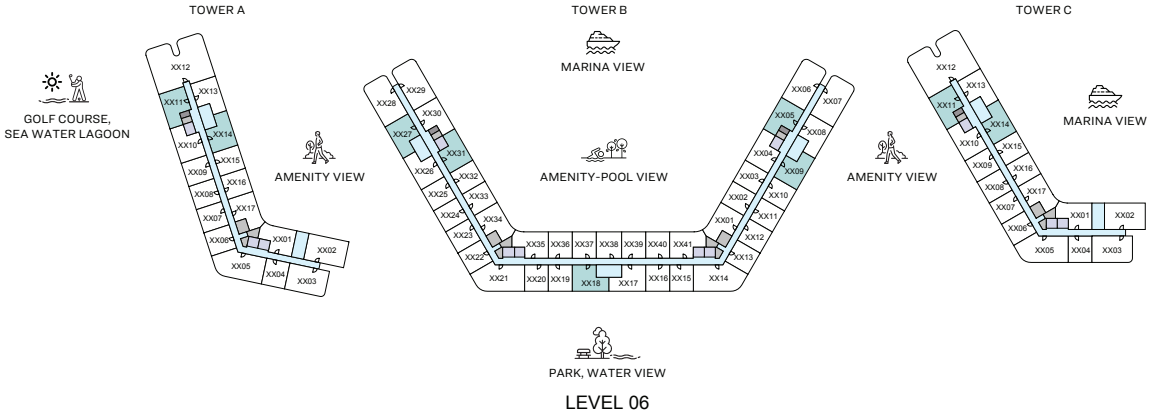 TOWER A
TOWER B
TOWER C
GOLF COURSE,
SEA WATER LAGOON
AMENITY VIEW
MARINA VIEW
AMENITY-POOL VIEW
AMENITY VIEW
MARINA VIEW
PARK, WATER VIEW
XX12
XX13
XX11
XX14
XX10
XX15
XX09
XX16
XX08
XX17
XX07
XX06
XX01
XX02
XX05
XX04
XX03
XX29
XX28
XX30
XX27
XX31
XX26
XX32
XX25
XX33
XX24
XX34
XX23
XX22
XX21
XX35
XX36
XX37
XX38
XX39
XX40
XX41
XX20
XX19
XX18
XX17
XX16
XX15
XX14
XX06
XX07
XX05
XX08
XX04
XX09
XX03
XX10
XX02
XX11
XX01
XX12
XX13
XX12
XX13
XX11
XX14
XX10
XX15
XX09
XX16
XX08
XX17
XX07
XX06
XX01
XX02
XX05
XX04
XX03
LEVEL 06